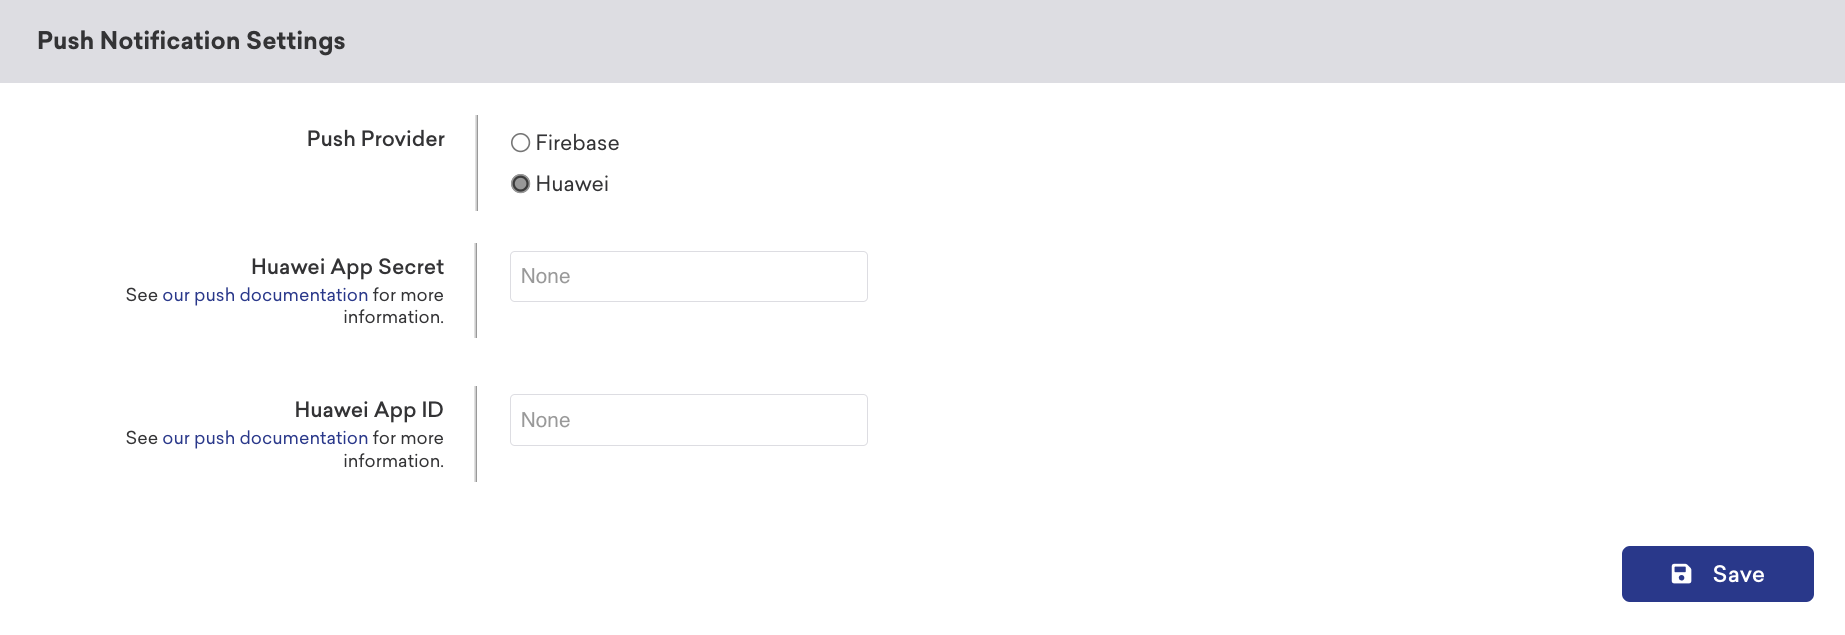 Push Notification Settings
Push Provider
Firebase
Huawei
Huawei App Secret
See our push documentation for more
information.
None
Huawei App ID
See our push documentation for more
information.
None
Save